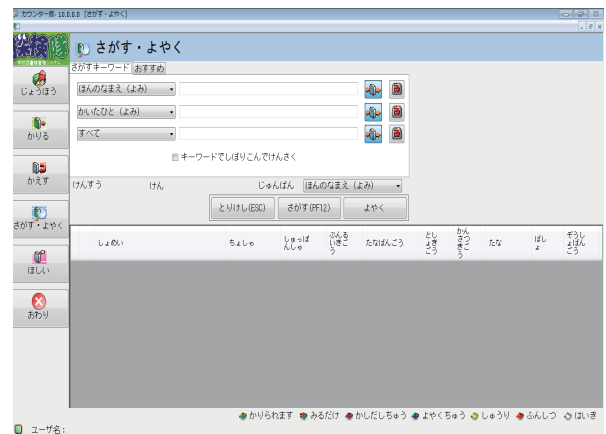 カウンター版- 10.0.0.0 [さがす・よやく]
探検隊
さがす・よやく
さがすキーワード おすすめ
じょうほう
ほんのなまえ (よみ)
かいたひと (よみ)
かりる
すべて
キーワードでしぼりこんでけんさく
かえす
けんすう けん じゅんばん ほんのなまえ (よみ)
とりけし(ESC) さがす(PF12) よやく
さがす・よやく
しょめい ちょしゃ しゅっぱんしゃ ぶんるいきごう たなばんごう としょきごう かんさつきごう たな ばしょ ぞうしょばんごう
ほしい
おわり
かりられます みるだけ かしだしちゅう よやくちゅう しゅうり ふんしつ はいき
ユーザ名: